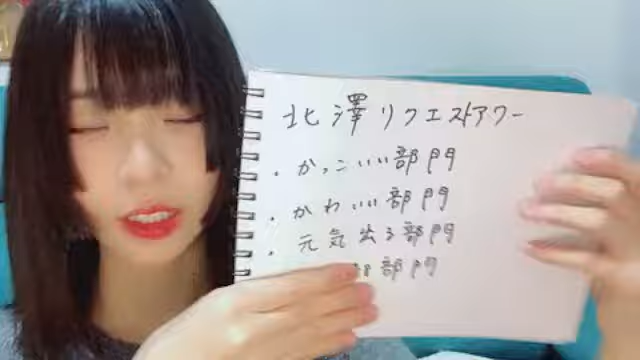 北澤リクエストアワー
・かっこいい部門
・かわいい部門
・元気出る部門
部門